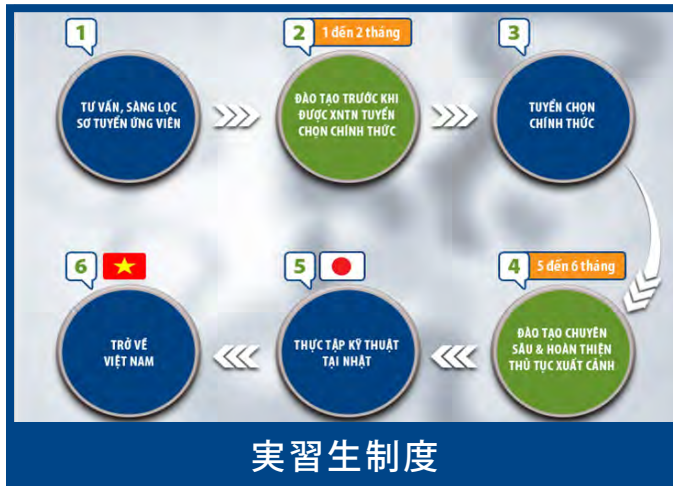 1
TƯ VẤN, SÀNG LỌC
SƠ TUYỂN ỨNG VIÊN
2
1 đến 2 tháng
ĐÀO TẠO TRƯỚC KHI
ĐƯỢC XNTN TUYỂN
CHỌN CHÍNH THỨC
3
TUYỂN CHỌN
CHÍNH THỨC
4
5 đến 6 tháng
ĐÀO TẠO CHUYÊN
SÂU & HOÀN THIỆN
THỦ TỤC XUẤT CẢNH
5
THỰC TẬP KỸ THUẬT
TẠI NHẬT
6
TRỞ VỀ
VIỆT NAM
実習生制度